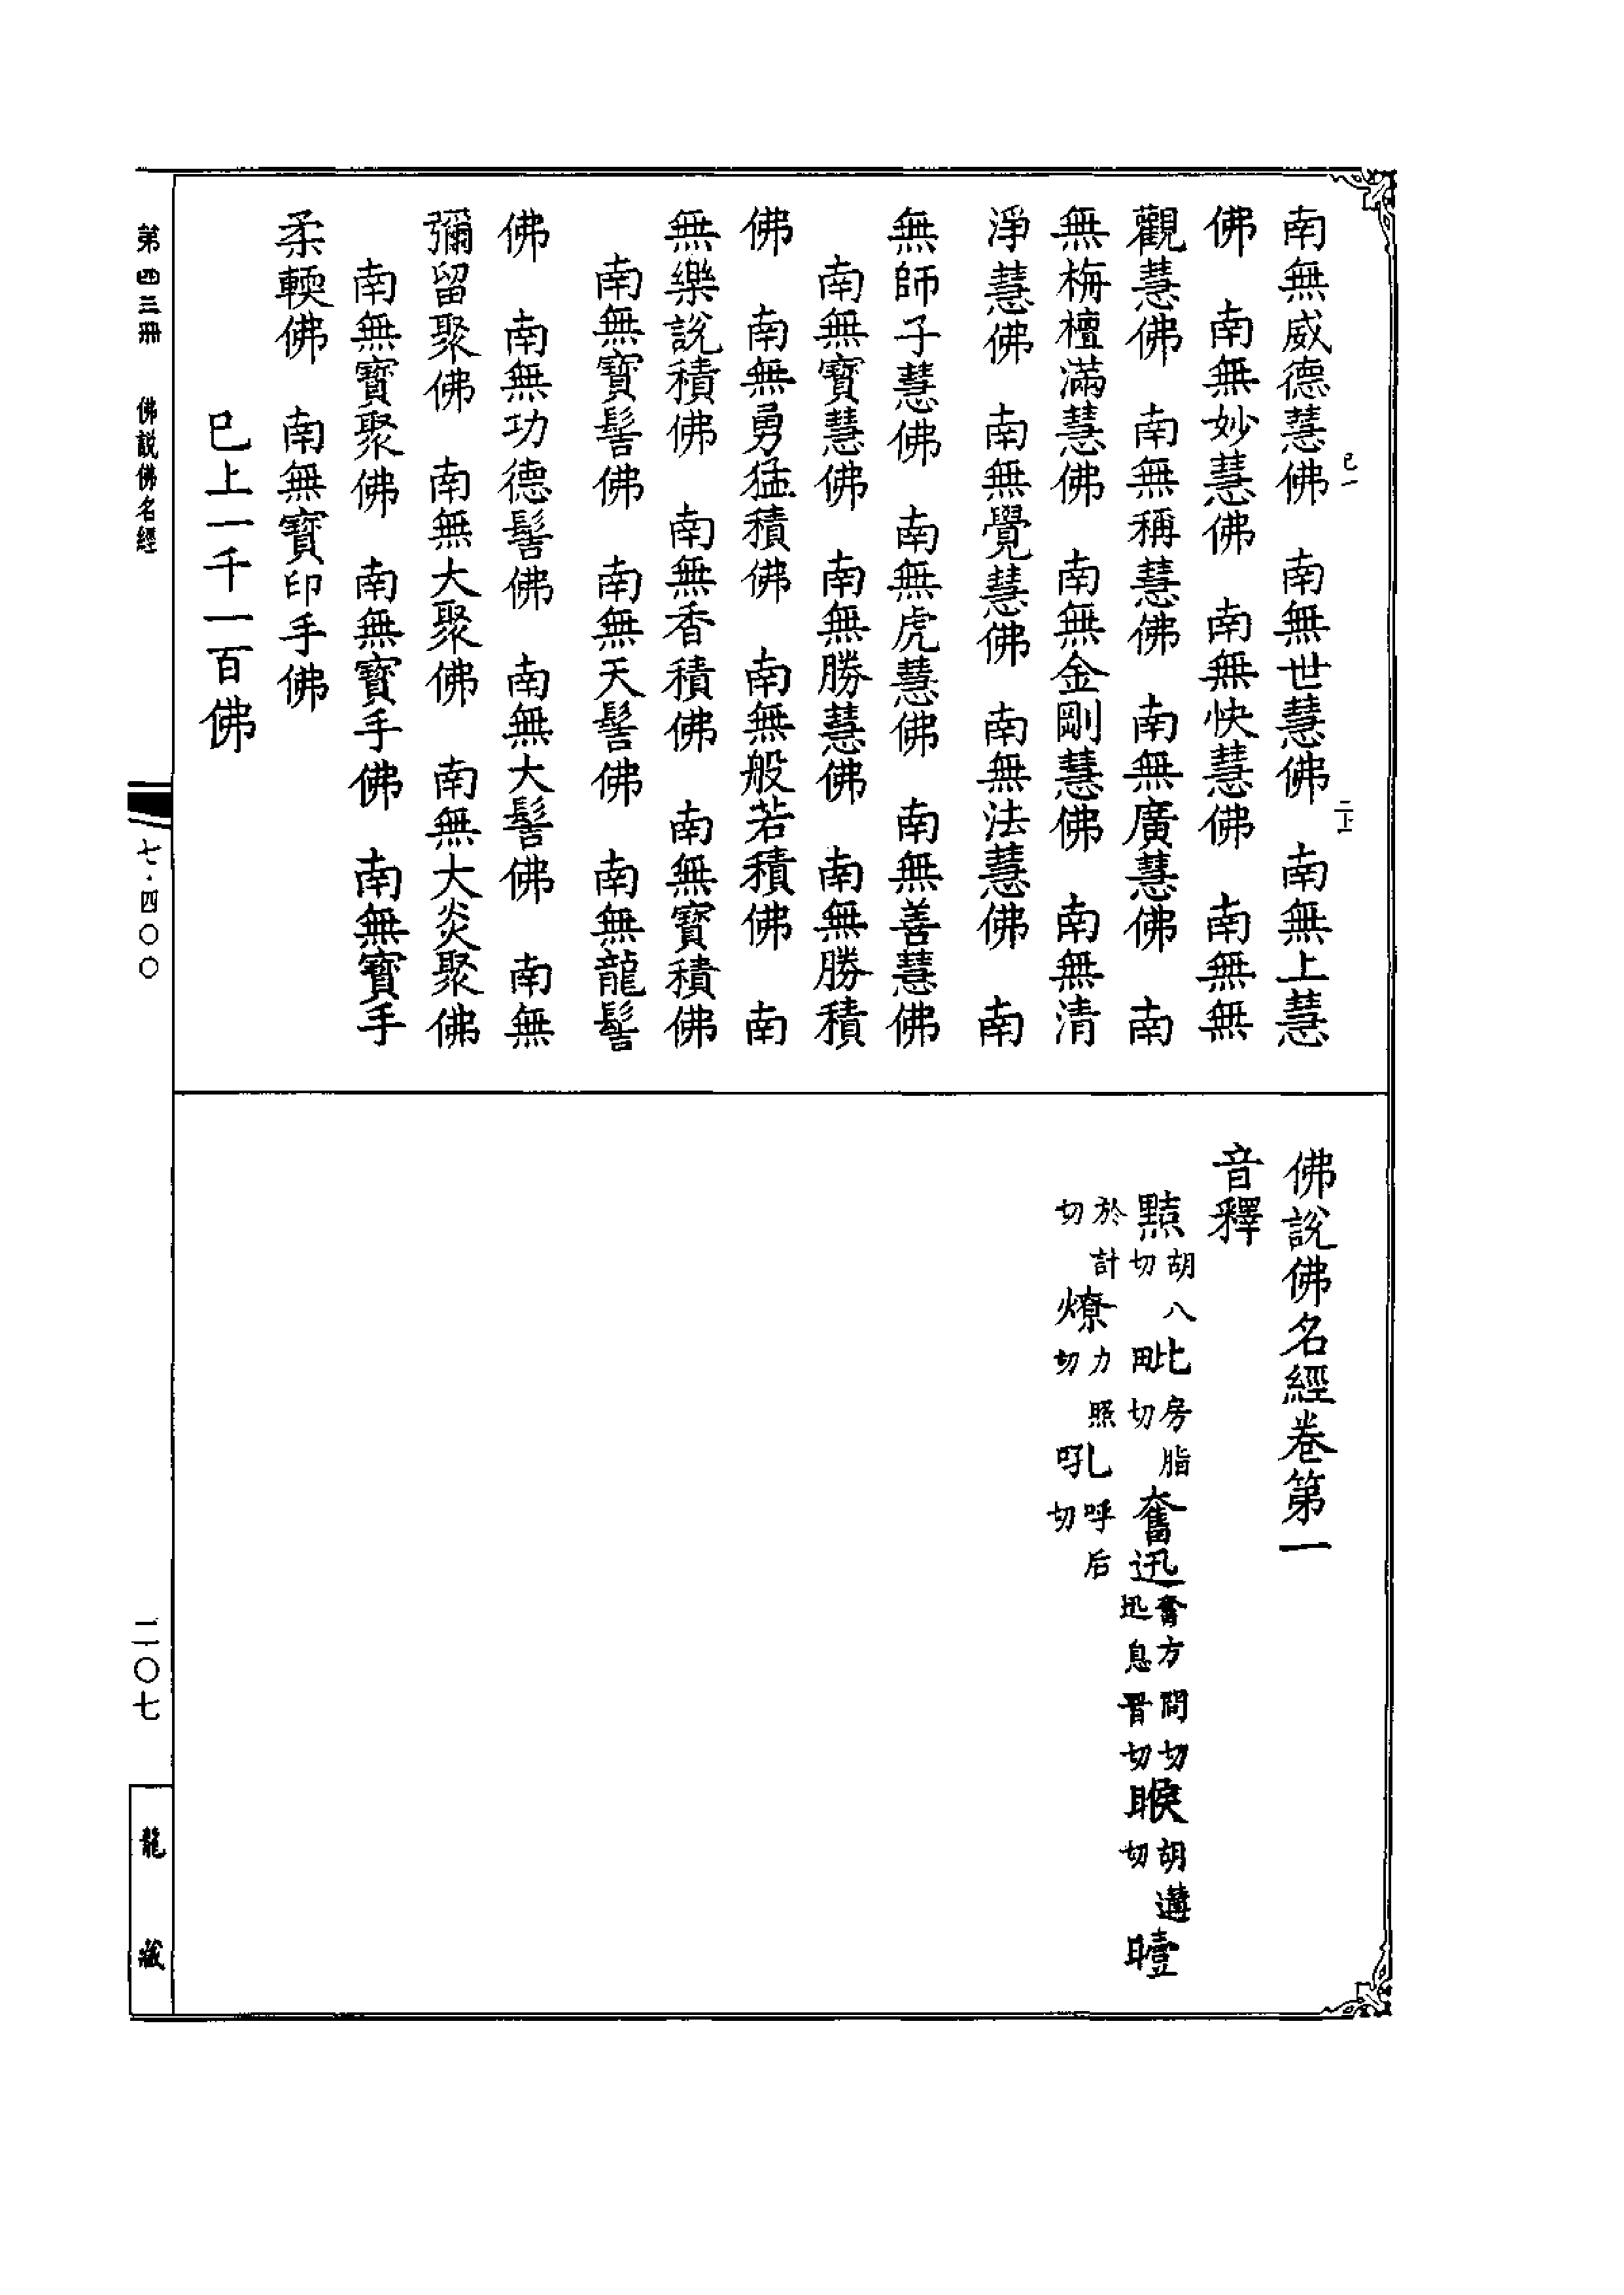 南無威德慧佛　南無世慧佛　南無上慧
佛　南無妙慧佛　南無快慧佛　南無無
觀慧佛　南無稱慧佛　南無廣慧佛　南
無栴檀滿慧佛　南無金剛慧佛　南無清
淨慧佛　南無覺慧佛　南無法慧佛　南
無師子慧佛　南無虎慧佛　南無善慧佛
南無寶慧佛　南無勝慧佛　南無勝積
佛　南無勇猛積佛　南無般若積佛　南
無樂說積佛　南無香積佛　南無寶積佛
南無寶髻佛　南無天髻佛　南無龍髻
佛　南無功德髻佛　南無大髻佛　南無
彌留聚佛　南無大聚佛　南無大炎聚佛
南無寶聚佛　南無寶手佛　南無寶手
柔輭佛　南無寶印手佛
已上一千一百佛
佛說佛名經卷第一
音釋
黠胡八切　毗房脂切　奮迅奮方問切迅息晋切　睺胡遘切　曀
於計切　燎力照切　吼呼后切
第四三冊　佛說佛名經
七·四〇〇
二〇七
龍藏